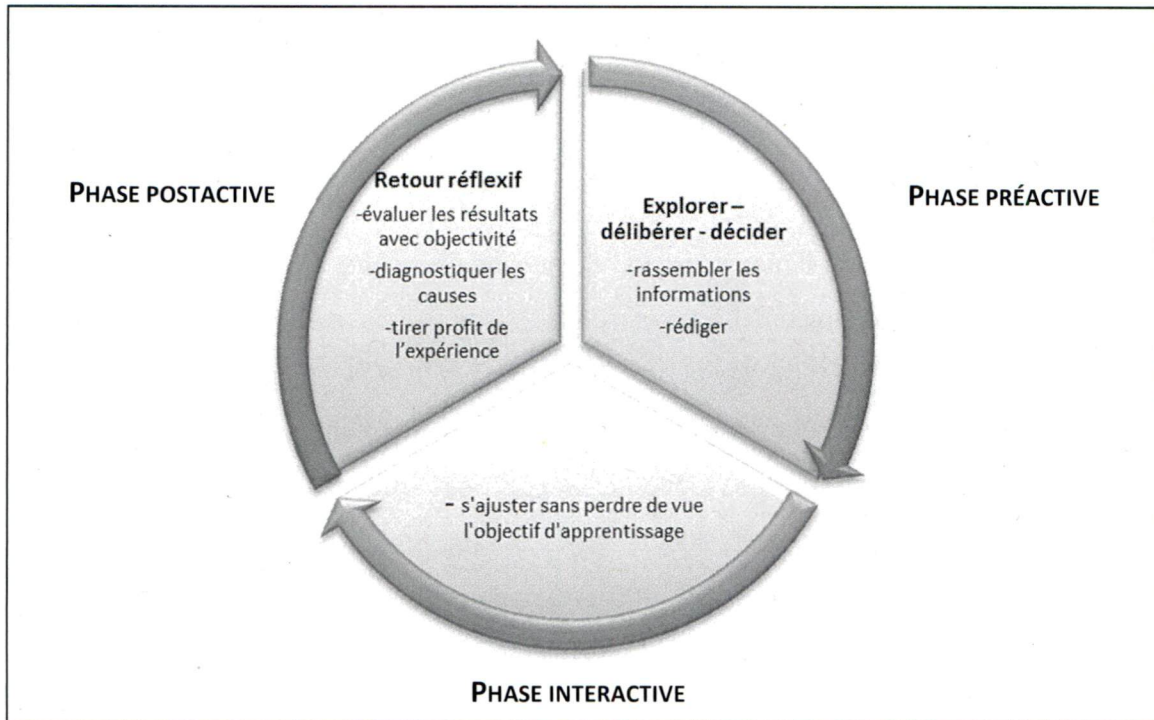 PHASE POSTACTIVE
Retour réflexif
-évaluer les résultats
avec objectivité
-diagnostiquer les
causes
-tirer profit de
l'expérience
PHASE PRÉACTIVE
Explorer –
délibérer - décider
-rassembler les
informations
-rédiger
- s'ajuster sans perdre de vue
l'objectif d'apprentissage
PHASE INTERACTIVE